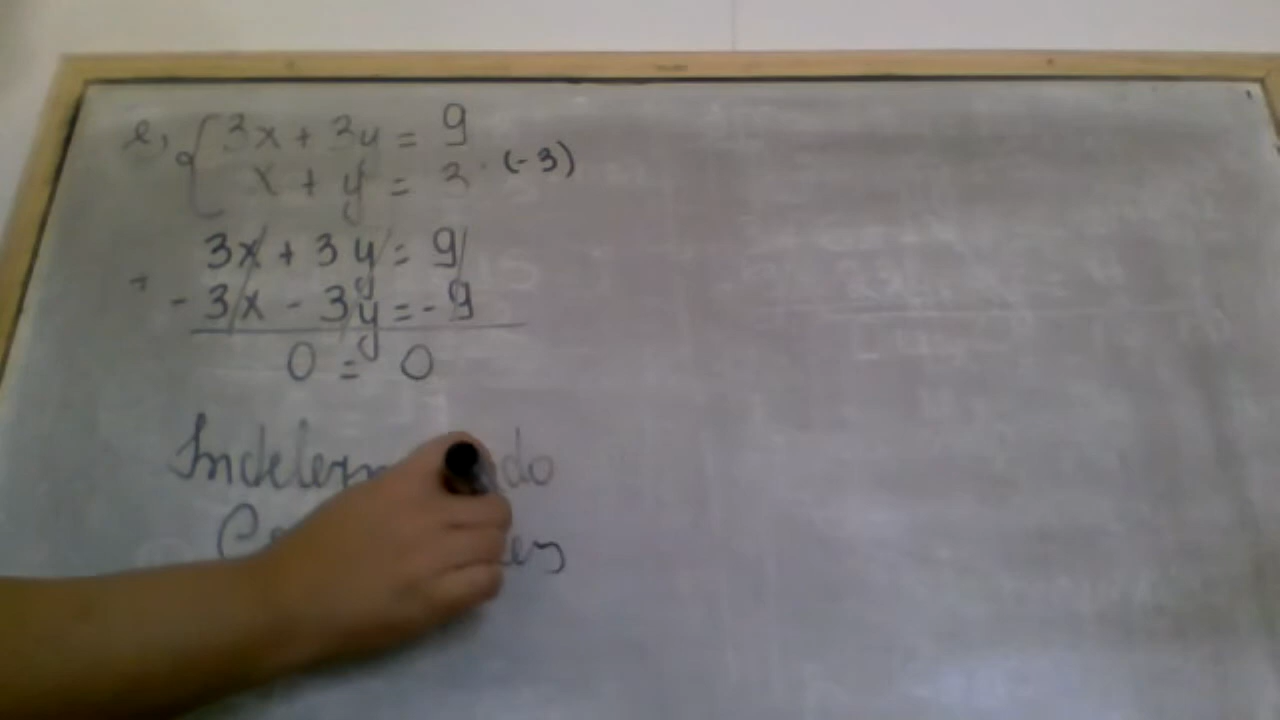 e, { 3x + 3y = 9
x + y = 3 . (-3)
3x + 3y = 9
+ - 3x - 3y = - 9
0 = 0